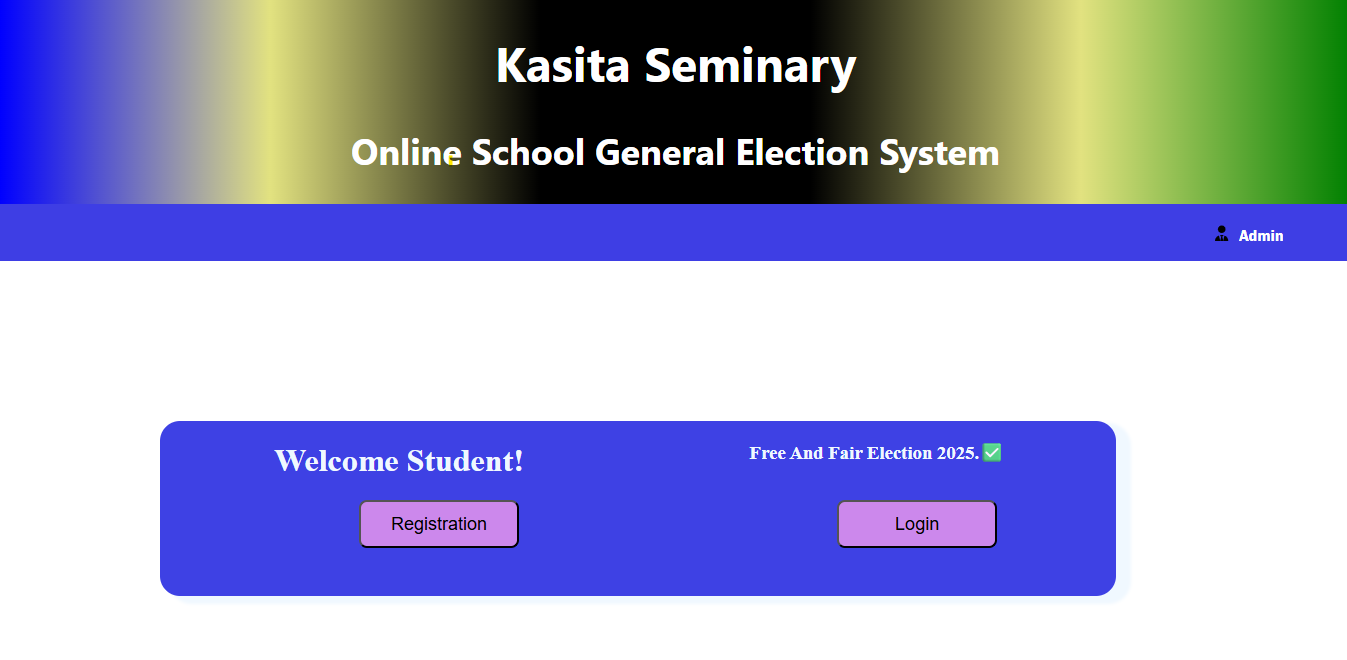 Kasita Seminary
Online School General Election System
Admin
Welcome Student!
Free And Fair Election 2025.✅
Registration
Login